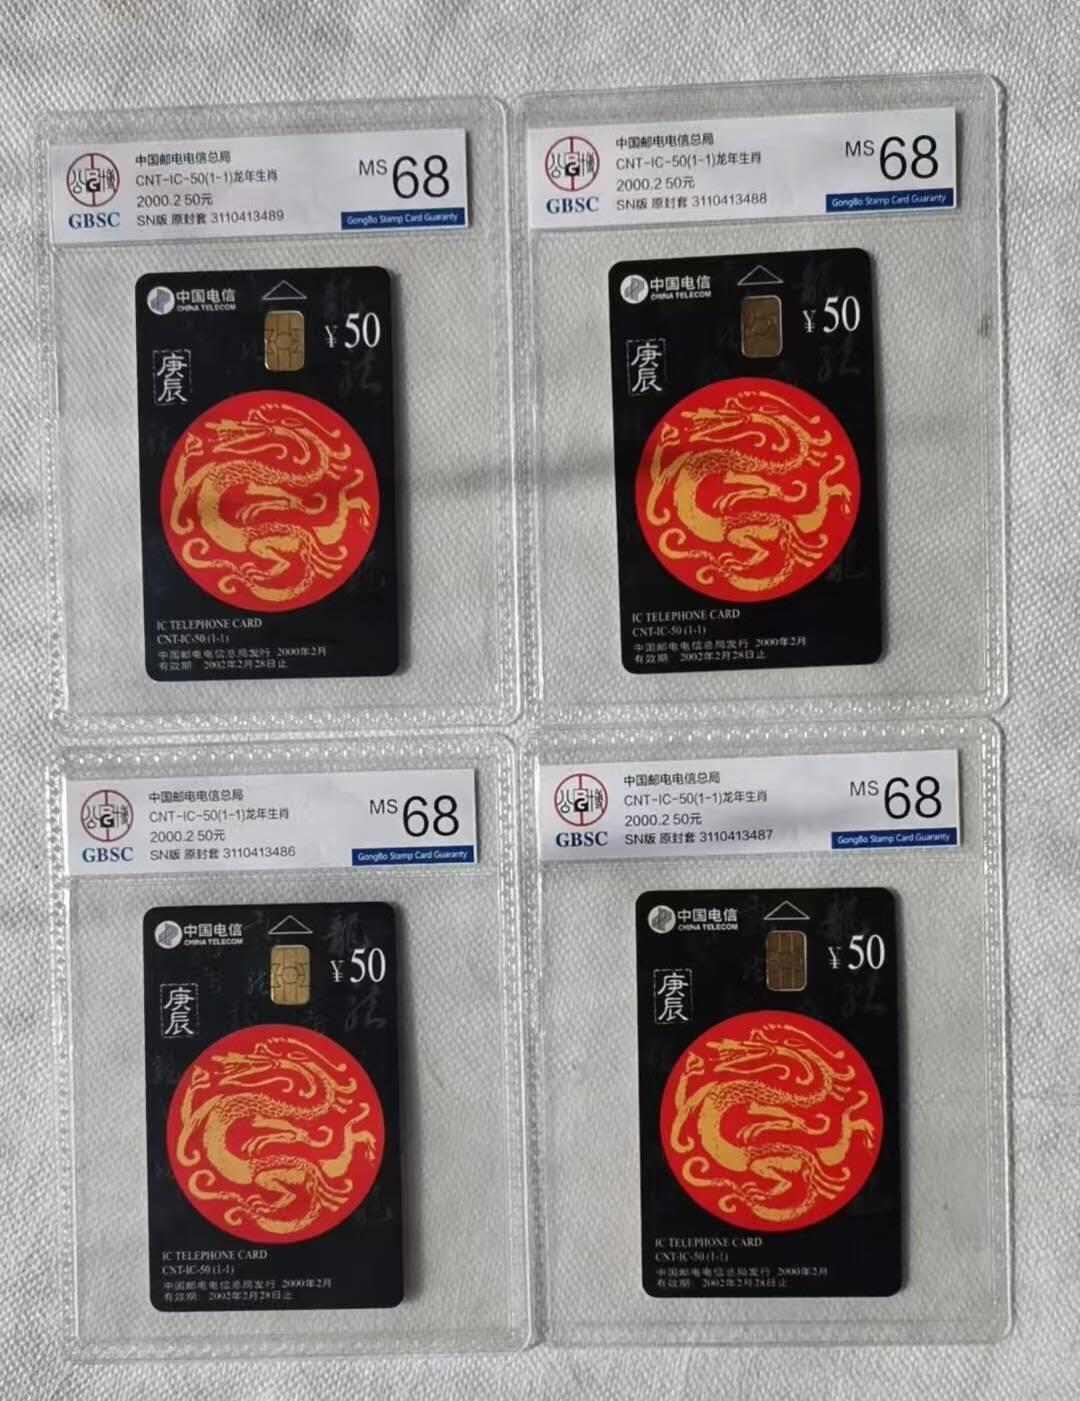 中国邮电电信总局
CNT-IC-50(1-1)龙年生肖
2000.2 50元
SN版 原封套 3110413489
MS 68
GBSC
GongBo Stamp Card Guaranty
中国电信
CHINA TELECOM
¥50
庚辰
IC TELEPHONE CARD
CNT-IC-50 (1-1)
中国邮电电信总局发行 2000年2月
有效期: 2002年2月28日止
中国邮电电信总局
CNT-IC-50(1-1)龙年生肖
2000.2 50元
SN版 原封套 3110413488
MS 68
GBSC
GongBo Stamp Card Guaranty
中国电信
CHINA TELECOM
¥50
庚辰
IC TELEPHONE CARD
CNT-IC-50 (1-1)
中国邮电电信总局发行 2000年2月
有效期: 2002年2月28日止
中国邮电电信总局
CNT-IC-50(1-1)龙年生肖
2000.2 50元
SN版 原封套 3110413486
MS 68
GBSC
GongBo Stamp Card Guaranty
中国电信
CHINA TELECOM
¥50
庚辰
IC TELEPHONE CARD
CNT-IC-50 (1-1)
中国邮电电信总局发行 2000年2月
有效期: 2002年2月28日止
中国邮电电信总局
CNT-IC-50(1-1)龙年生肖
2000.2 50元
SN版 原封套 3110413487
MS 68
GBSC
GongBo Stamp Card Guaranty
中国电信
CHINA TELECOM
¥50
庚辰
IC TELEPHONE CARD
CNT-IC-50 (1-1)
中国邮电电信总局发行 2000年2月
有效期: 2002年2月28日止